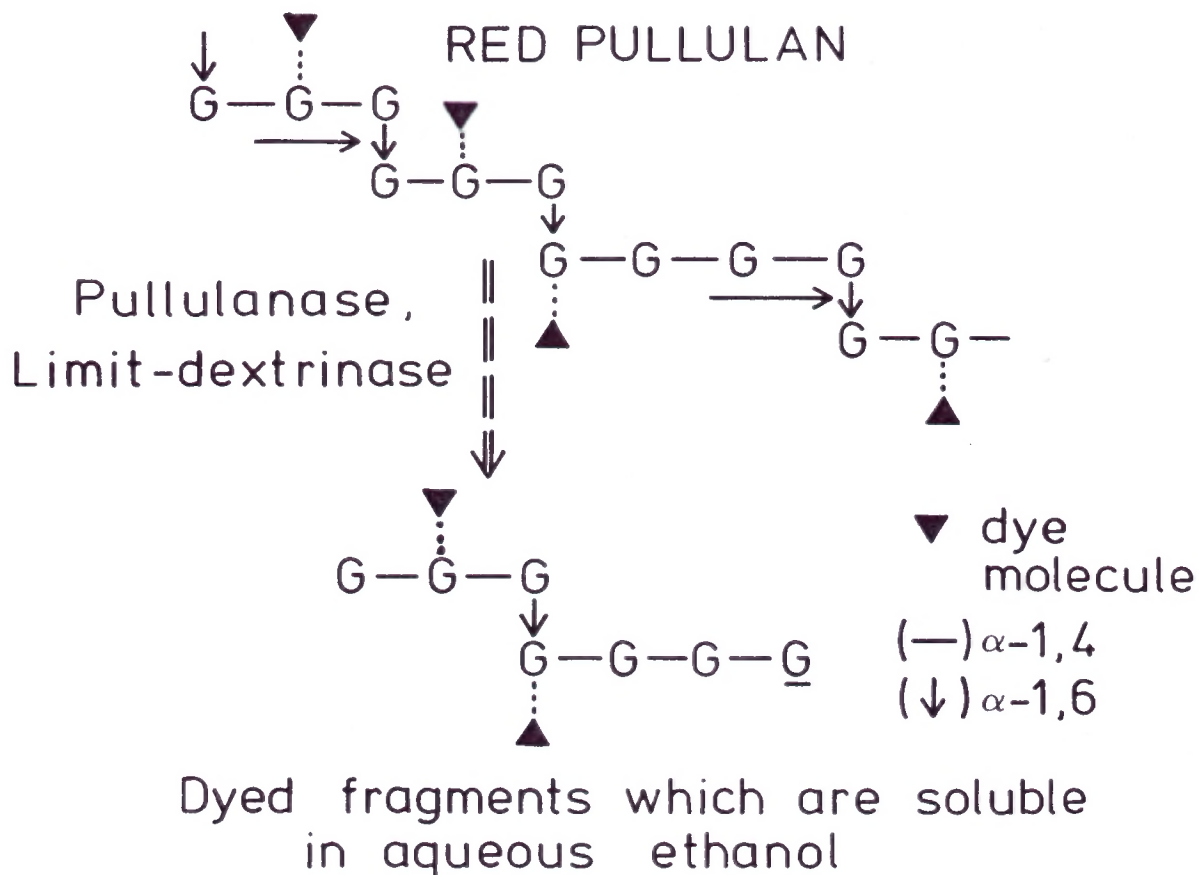 RED PULLULAN
G—G—G
G—G—G
G—G—G—G
G—G—
Pullulanase,
Limit-dextrinase
G—G—G
G—G—G—G
dye
molecule
(—) α-1,4
(↓) α-1,6
Dyed fragments which are soluble
in aqueous ethanol